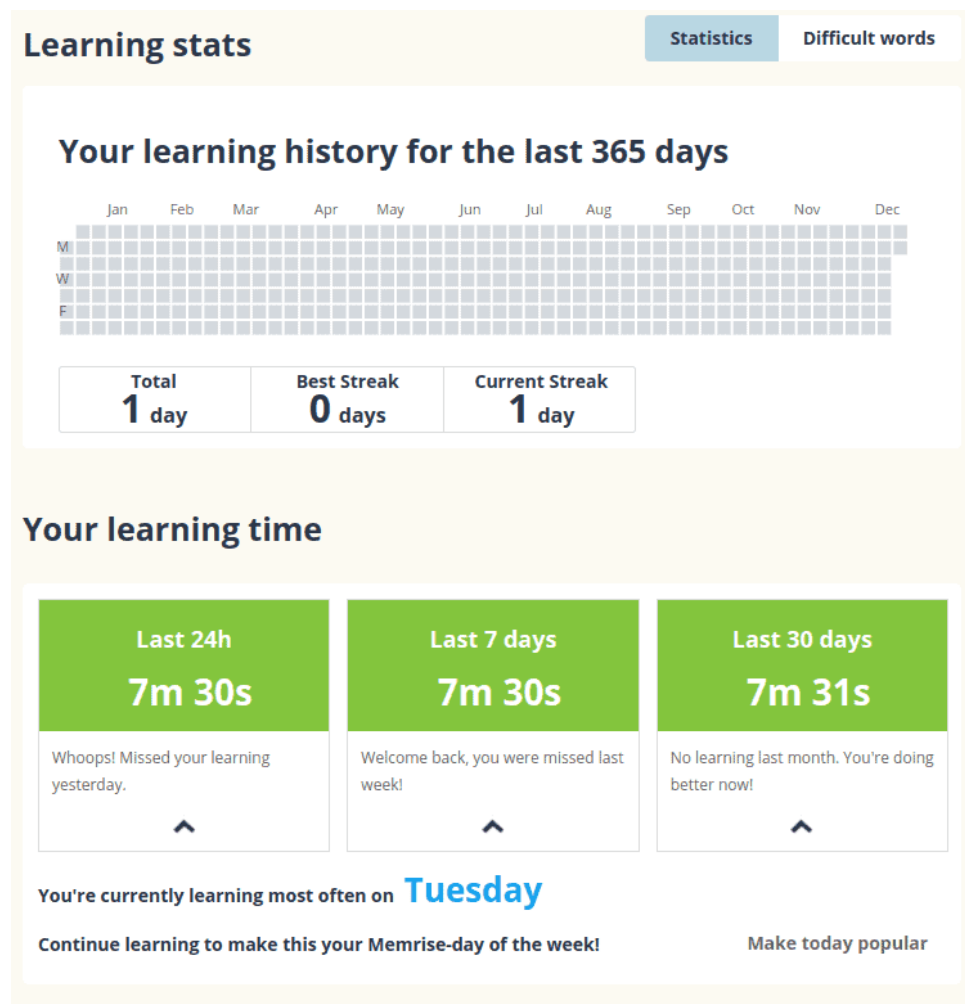 Learning stats
Statistics
Difficult words
Your learning history for the last 365 days
Jan Feb Mar Apr May Jun Jul Aug Sep Oct Nov Dec
M
W
F
Total
1 day
Best Streak
0 days
Current Streak
1 day
Your learning time
Last 24h
7m 30s
Whoops! Missed your learning
yesterday.
Last 7 days
7m 30s
Welcome back, you were missed last
week!
Last 30 days
7m 31s
No learning last month. You're doing
better now!
You're currently learning most often on Tuesday
Continue learning to make this your Memrise-day of the week!
Make today popular